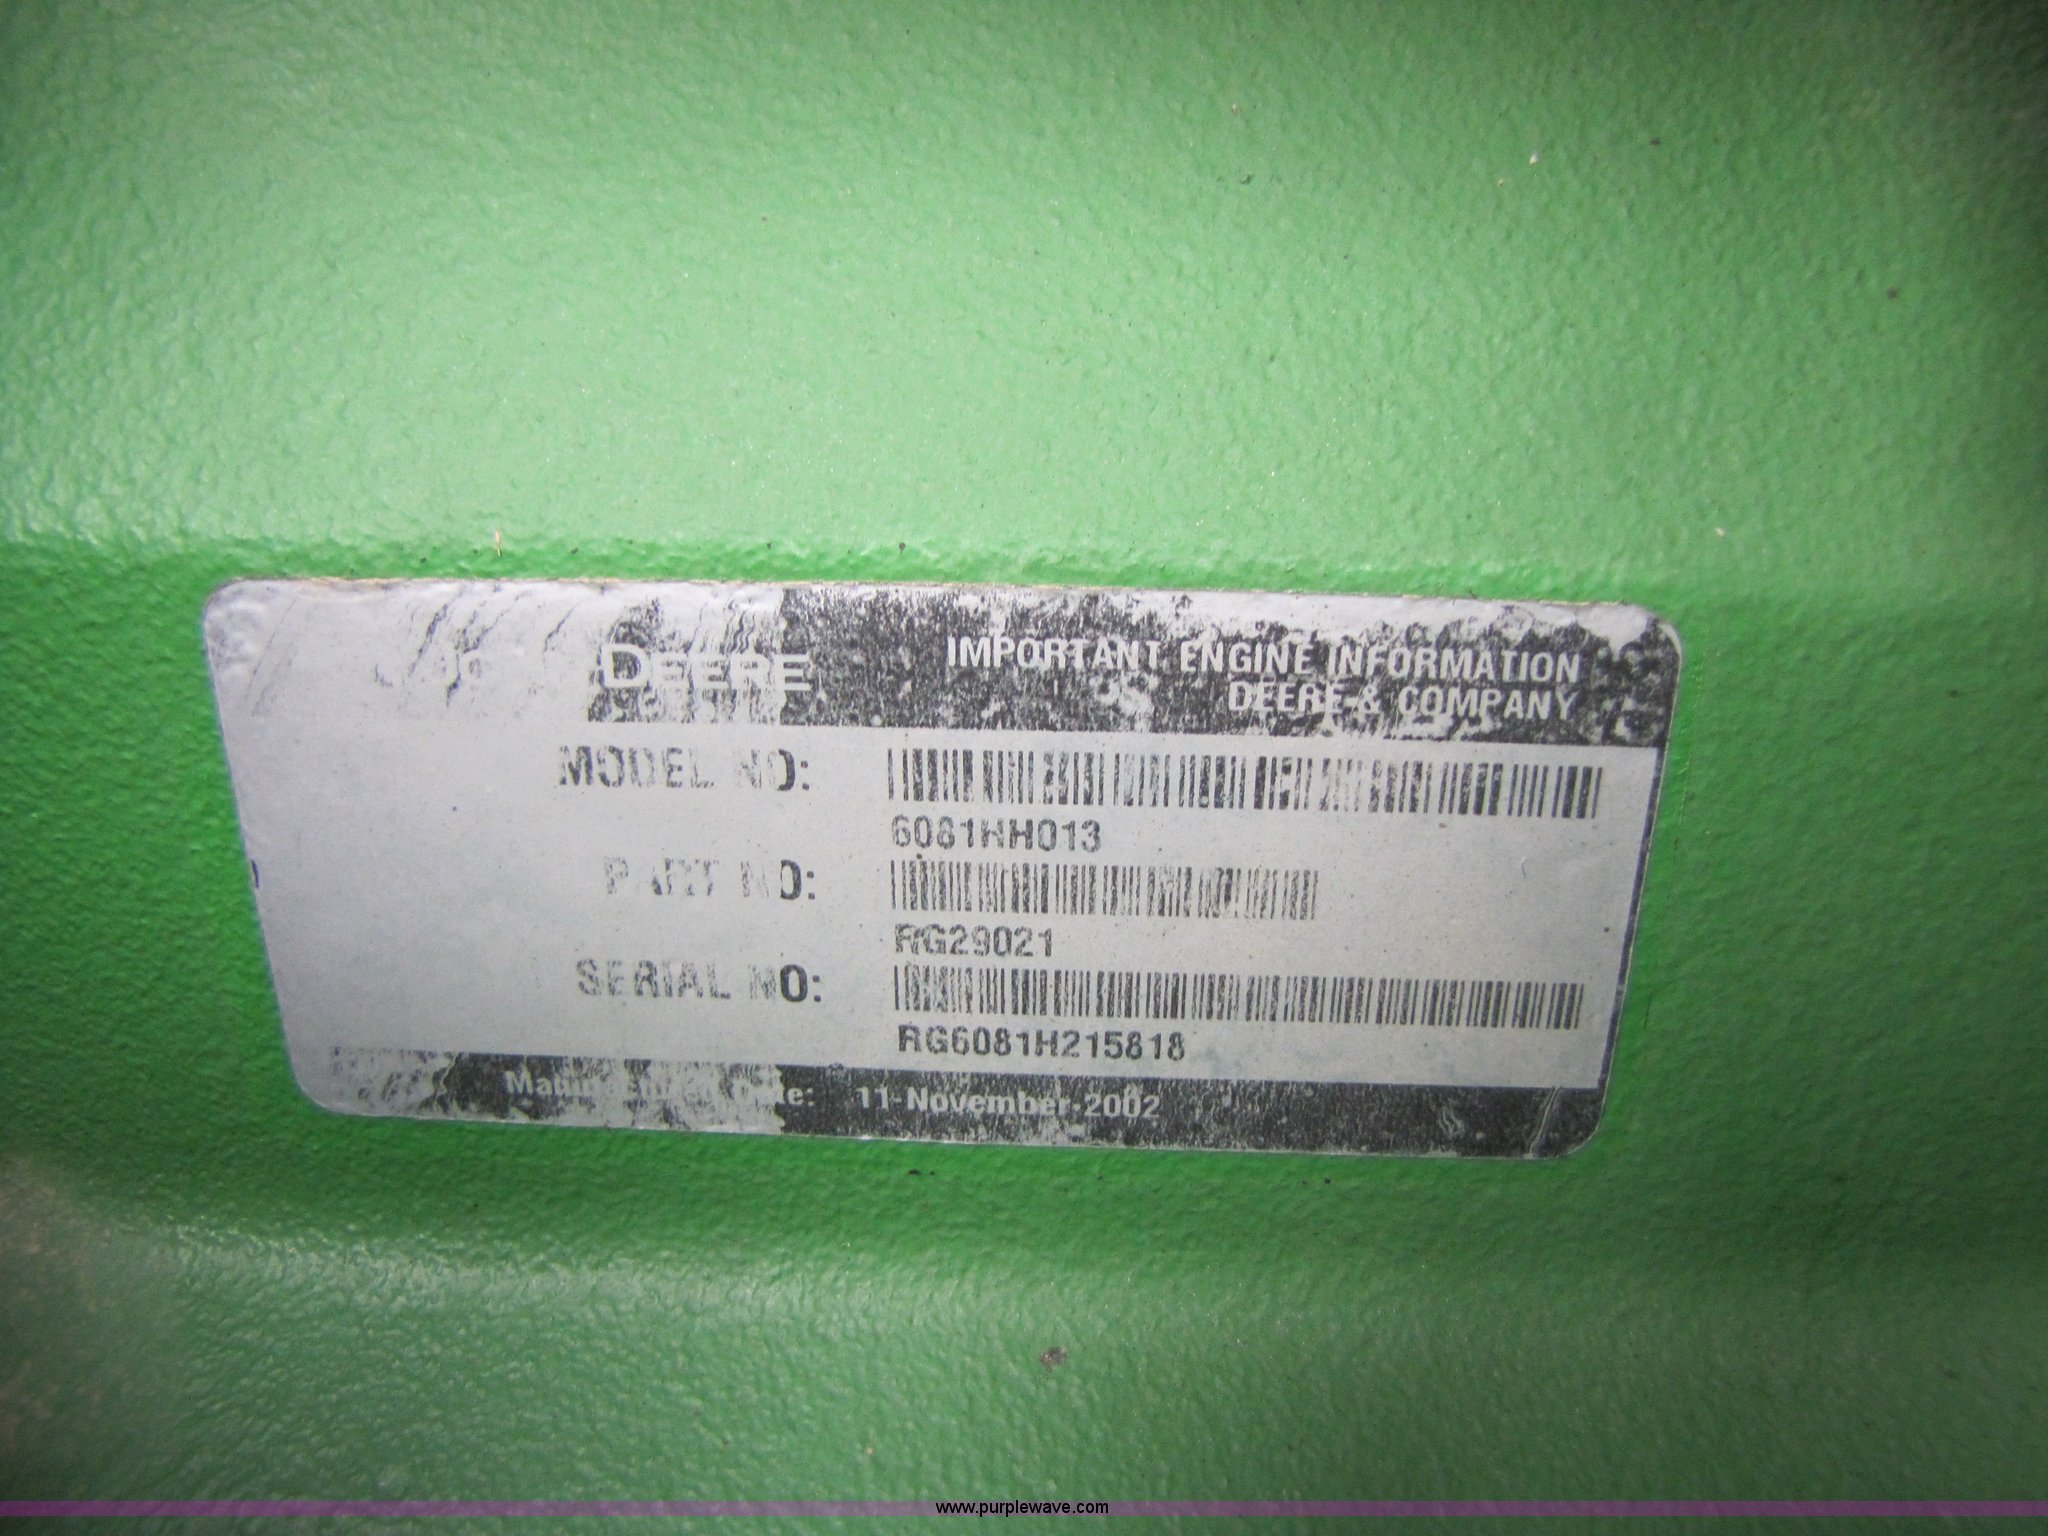 DEERE
IMPORTANT ENGINE INFORMATION
DEERE & COMPANY
MODEL NO:
6081HH013
PART NO:
RG29021
SERIAL NO:
RG6081H215818
11-November-2002
www.purplewave.com